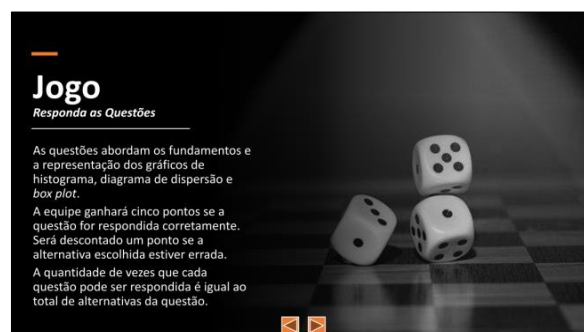 Jogo
Responda as Questões
As questões abordam os fundamentos e
a representação dos gráficos de
histograma, diagrama de dispersão e
box plot.
A equipe ganhará cinco pontos se a
questão for respondida corretamente.
Será descontado um ponto se a
alternativa escolhida estiver errada.
A quantidade de vezes que cada
questão pode ser respondida é igual ao
total de alternativas da questão.